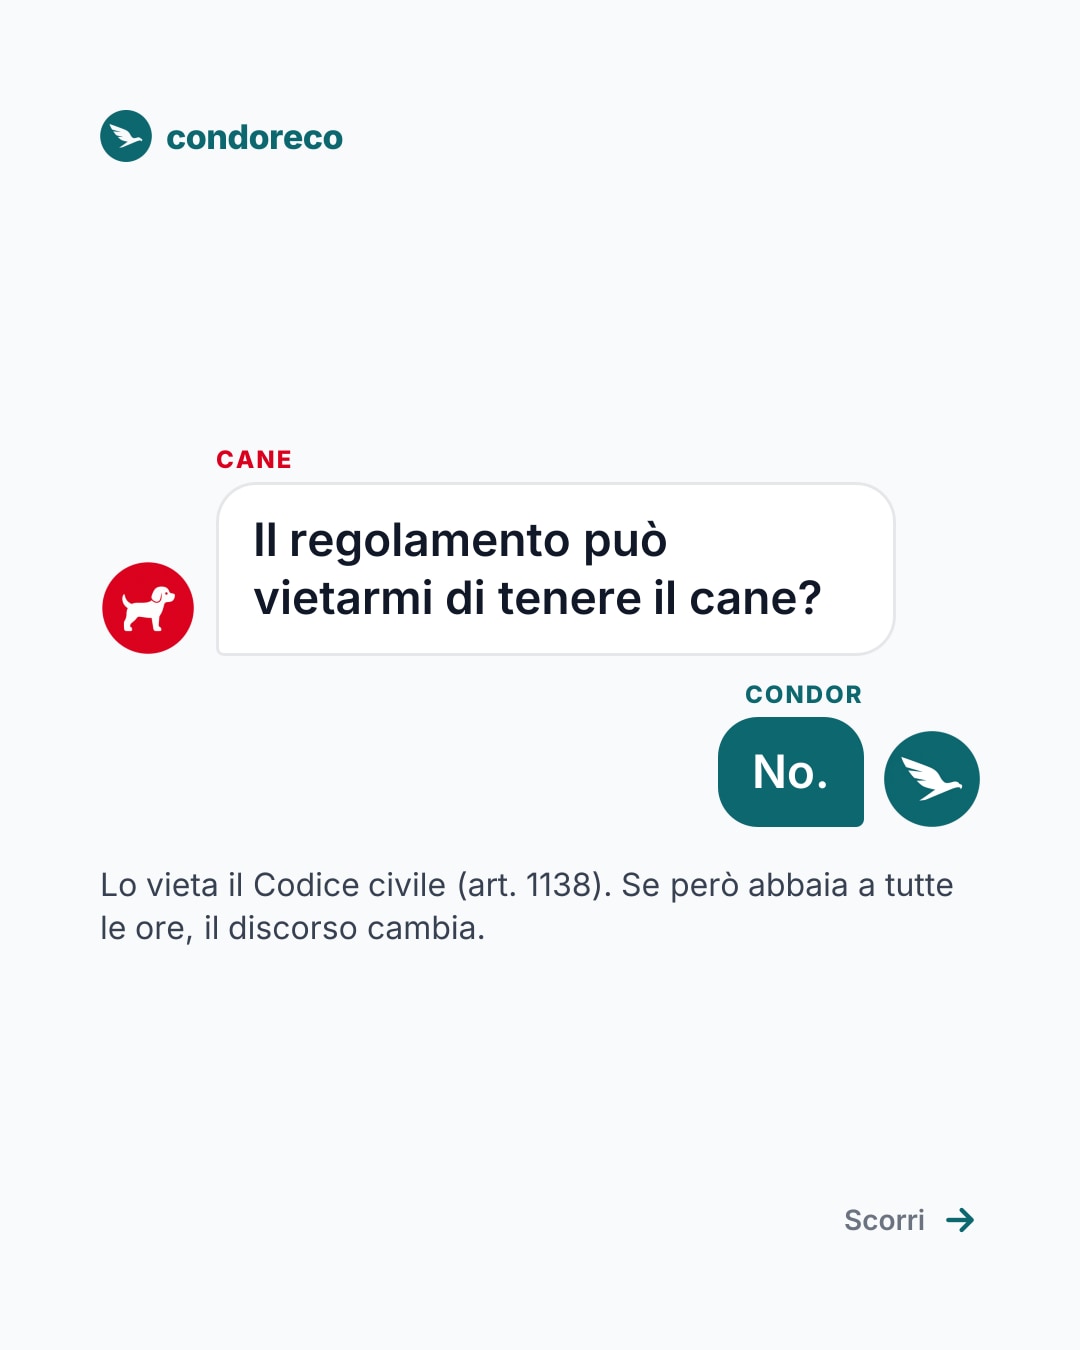 condoreco
CANE
Il regolamento può
vietarmi di tenere il cane?
CONDOR
No.
Lo vieta il Codice civile (art. 1138). Se però abbaia a tutte
le ore, il discorso cambia.
Scorri